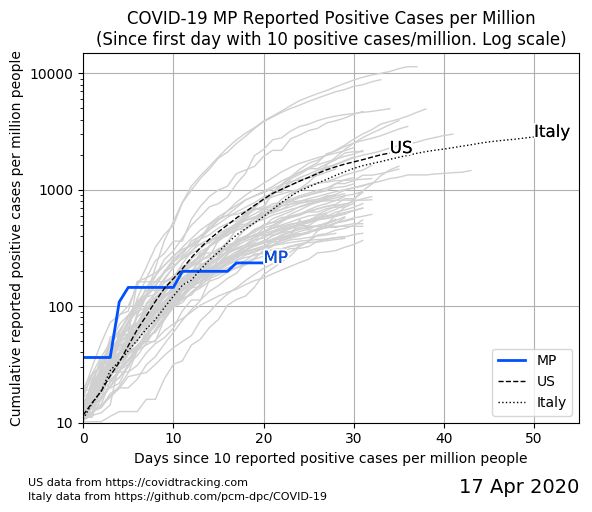 COVID-19 MP Reported Positive Cases per Million
(Since first day with 10 positive cases/million. Log scale)
Cumulative reported positive cases per million people
10000
1000
100
10
Italy
US
MP
MP
US
Italy
0 10 20 30 40 50
Days since 10 reported positive cases per million people
US data from https://covidtracking.com
Italy data from https://github.com/pcm-dpc/COVID-19
17 Apr 2020